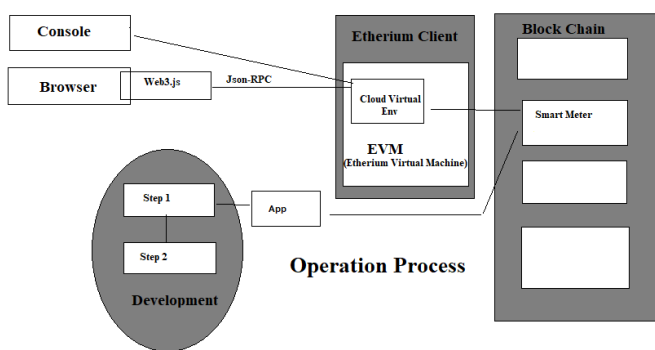 Console
Browser
Web3.js
Json-RPC
Etherium Client
Cloud Virtual
Env
EVM
(Etherium Virtual Machine)
Block Chain
Smart Meter
Step 1
Step 2
Development
App
Operation Process